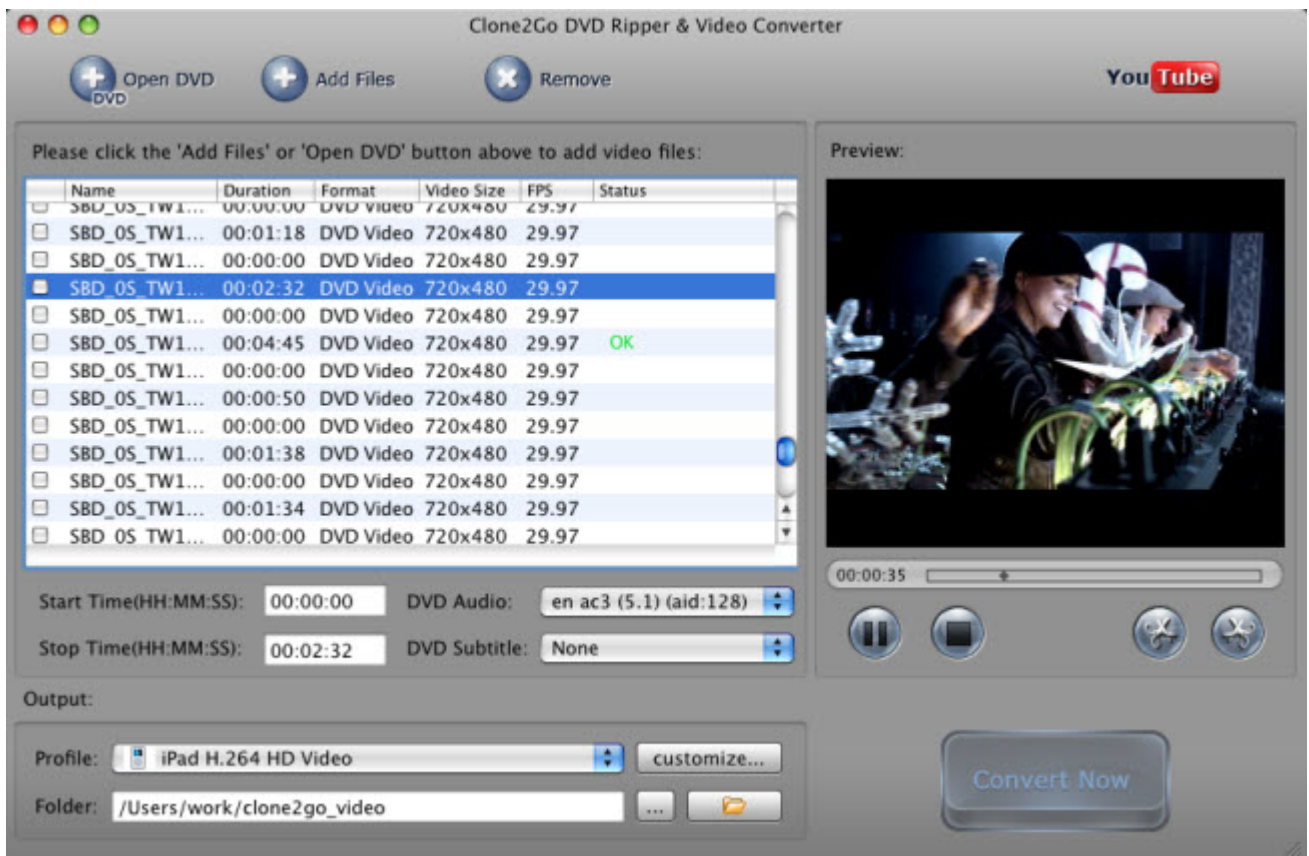 Clone2Go DVD Ripper & Video Converter
DVD Open DVD Add Files Remove YouTube
Please click the 'Add Files' or 'Open DVD' button above to add video files:
Name Duration Format Video Size FPS Status
SBD_0S_TW1... 00:00:00 DVD Video 720x480 29.97
SBD_0S_TW1... 00:01:18 DVD Video 720x480 29.97
SBD_0S_TW1... 00:00:00 DVD Video 720x480 29.97
SBD_0S_TW1... 00:02:32 DVD Video 720x480 29.97
SBD_0S_TW1... 00:00:00 DVD Video 720x480 29.97
SBD_0S_TW1... 00:04:45 DVD Video 720x480 29.97 OK
SBD_0S_TW1... 00:00:00 DVD Video 720x480 29.97
SBD_0S_TW1... 00:00:50 DVD Video 720x480 29.97
SBD_0S_TW1... 00:00:00 DVD Video 720x480 29.97
SBD_0S_TW1... 00:01:38 DVD Video 720x480 29.97
SBD_0S_TW1... 00:00:00 DVD Video 720x480 29.97
SBD_0S_TW1... 00:01:34 DVD Video 720x480 29.97
SBD_0S_TW1... 00:00:00 DVD Video 720x480 29.97
Start Time(HH:MM:SS): 00:00:00 DVD Audio: en ac3 (5.1) (aid:128)
Stop Time(HH:MM:SS): 00:02:32 DVD Subtitle: None
Preview:
00:00:35
Output:
Profile: iPad H.264 HD Video customize...
Folder: /Users/work/clone2go_video ...
Convert Now